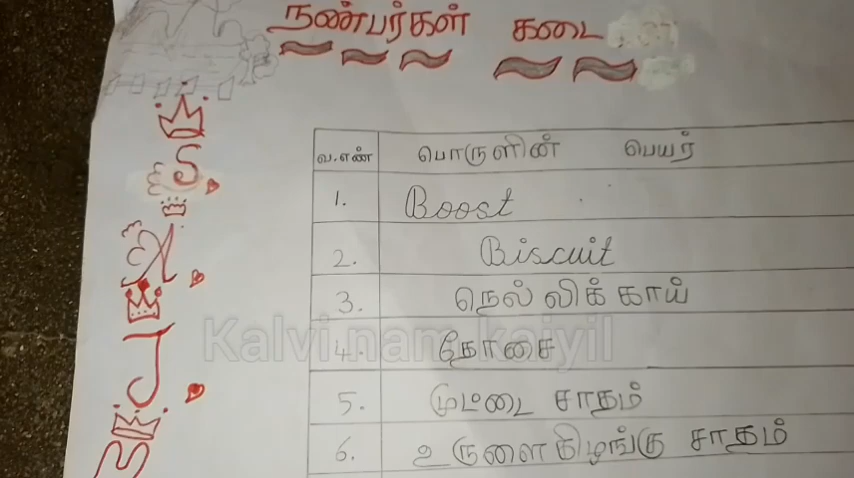 நண்பர்கள் கடை
வ.எண் பொருளின் பெயர்
1. Boost
2. Biscuit
3. நெல்லிக்காய்
4. தோசை
5. முட்டை சாதம்
6. உருளைகிழங்கு சாதம்
Kalvi nam kaiyil